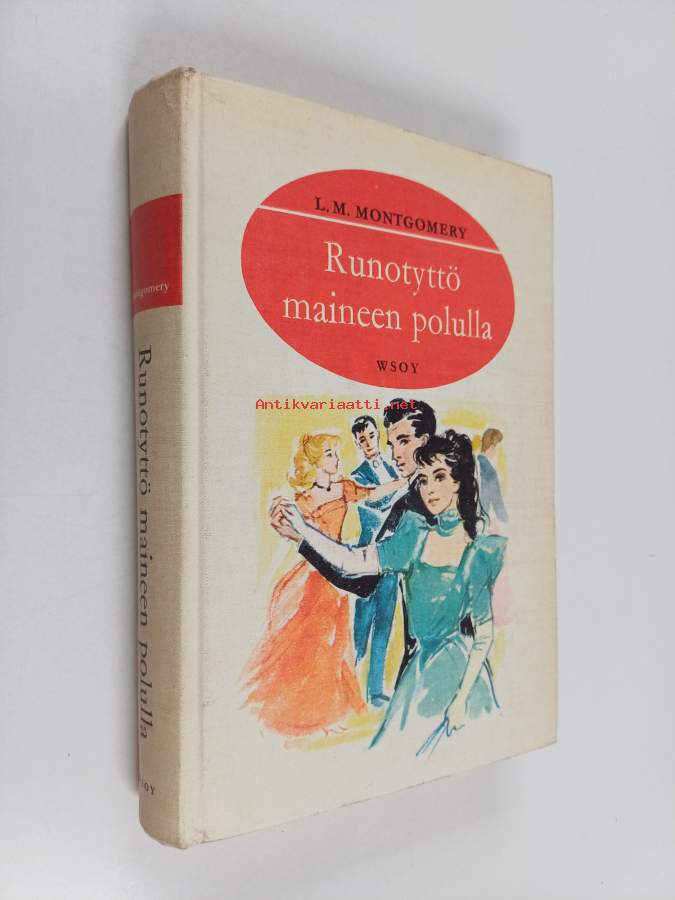 L. M. MONTGOMERY
Runotyttö
maineen polulla
WSOY
Antikvariaatti.net
Runotyttö maineen polulla